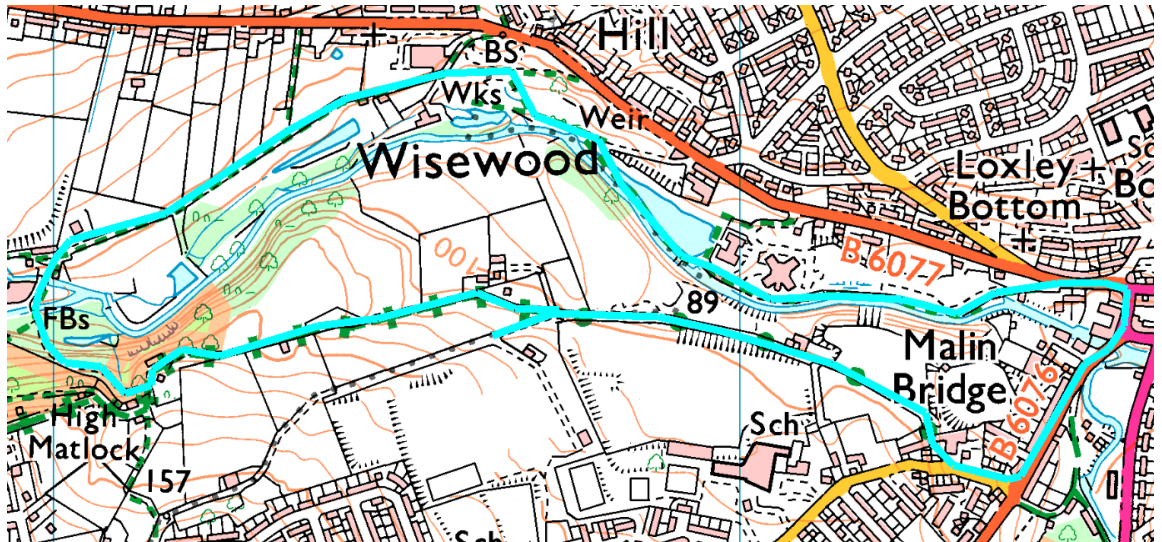 Hill
BS
Wks
Weir
Wisewood
Loxley
Bottom
100
B 6077
89
FBs
Malin
Bridge
B 6076
High
Matlock
Sch
157
Sch